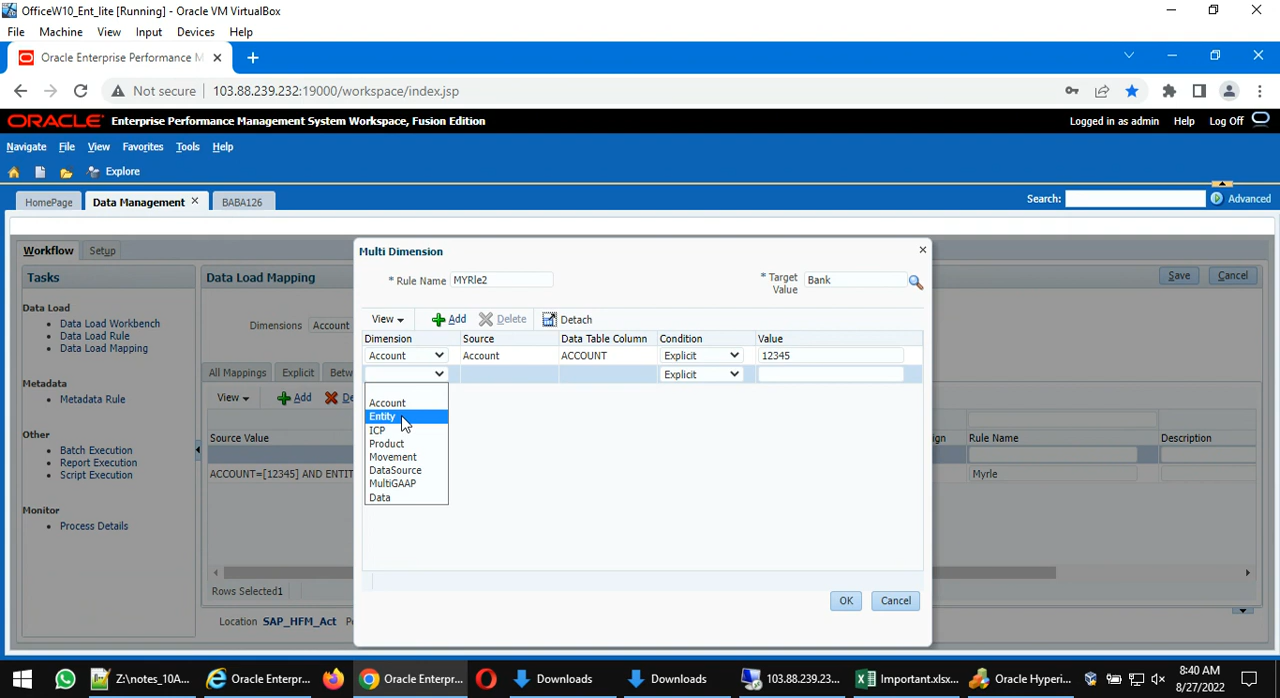 OfficeW10_Ent_lite [Running] - Oracle VM VirtualBox
File Machine View Input Devices Help
Oracle Enterprise Performance M
Not secure 103.88.239.232:19000/workspace/index.jsp
ORACLE Enterprise Performance Management System Workspace, Fusion Edition
Logged in as admin Help Log Off
Navigate File View Favorites Tools Help
Explore
HomePage Data Management BABA126
Search: Advanced
Workflow Setup
Tasks
Data Load
Data Load Workbench
Data Load Rule
Data Load Mapping
Metadata
Metadata Rule
Other
Batch Execution
Report Execution
Script Execution
Monitor
Process Details
Data Load Mapping
Save Cancel
Dimensions Account
All Mappings Explicit Betw
View Add De
Source Value
ign Rule Name Description
ACCOUNT=[12345] AND ENTIT
Myrle
Rows Selected1
Location SAP_HFM_Act
Multi Dimension
* Rule Name MYRle2
* Target Value Bank
View Add Delete Detach
Dimension Source Data Table Column Condition Value
Account Account ACCOUNT Explicit 12345
Explicit
Account
Entity
ICP
Product
Movement
DataSource
MultiGAAP
Data
OK Cancel
Z:\notes_10A... Oracle Enterpr... Oracle Enterpr... Downloads Downloads 103.88.239.23... Important.xlsx... Oracle Hyperi...
8:40 AM
8/27/2022